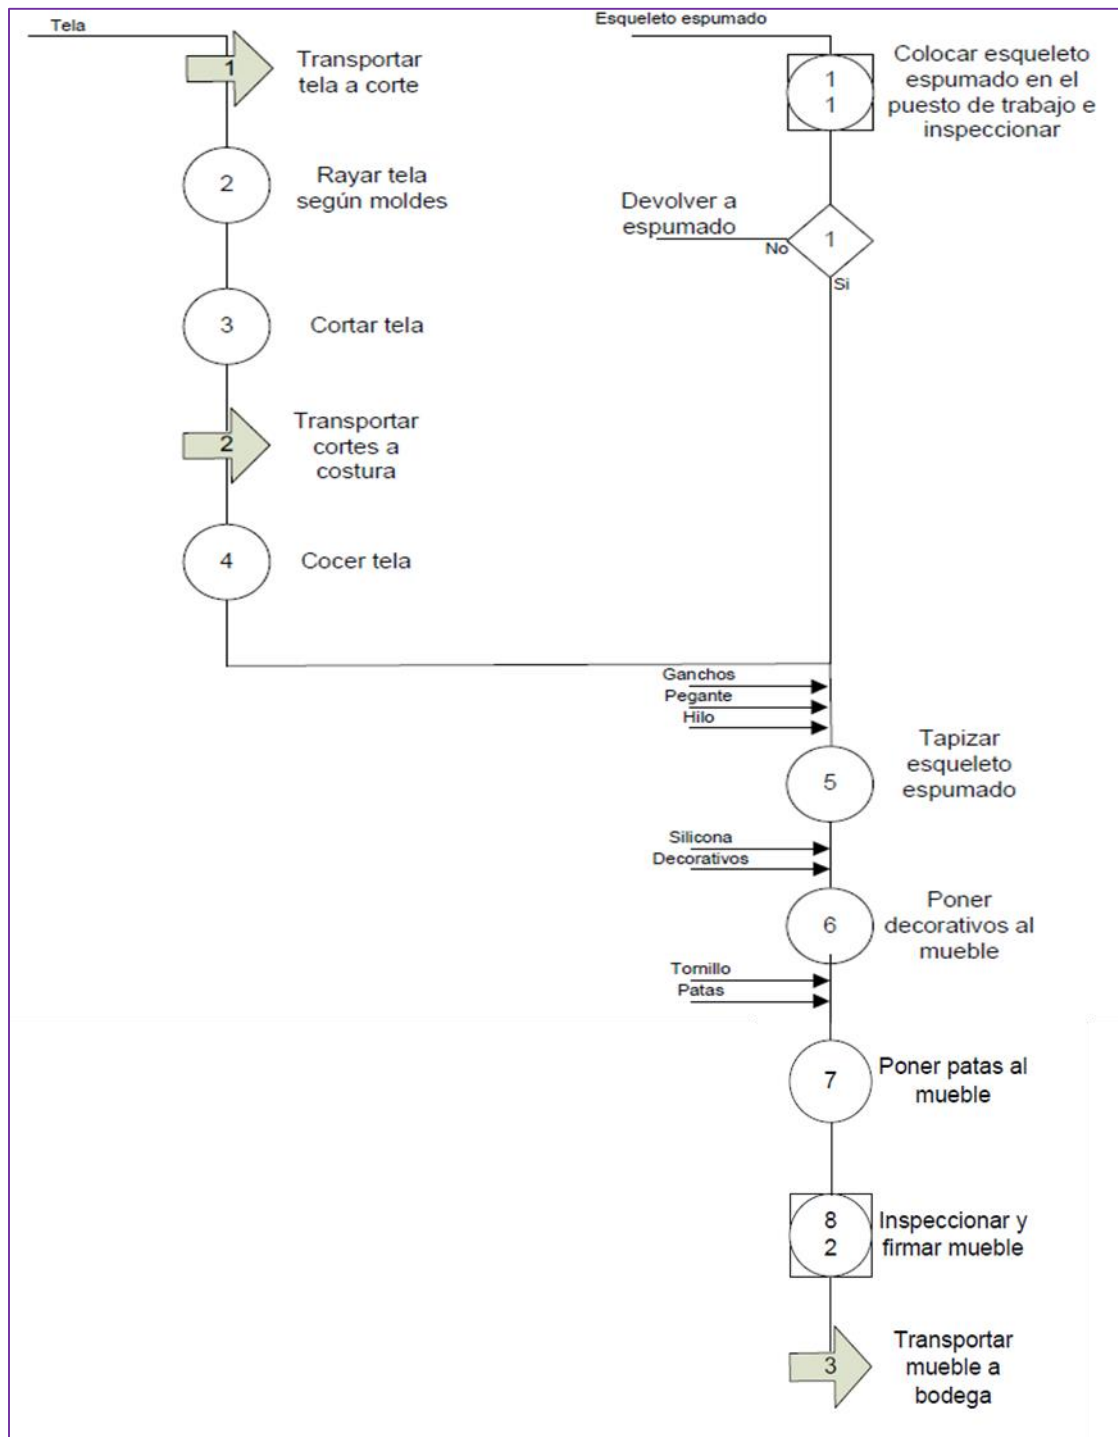 Tela
1
Transportar
tela a corte
2
Rayar tela
según moldes
3
Cortar tela
2
Transportar
cortes a
costura
4
Cocer tela
Esqueleto espumado
1
1
Colocar esqueleto
espumado en el
puesto de trabajo e
inspeccionar
Devolver a
espumado
No
1
Si
Ganchos
Pegante
Hilo
5
Tapizar
esqueleto
espumado
Silicona
Decorativos
6
Poner
decorativos al
mueble
Tornillo
Patas
7
Poner patas al
mueble
8
2
Inspeccionar y
firmar mueble
3
Transportar
mueble a
bodega